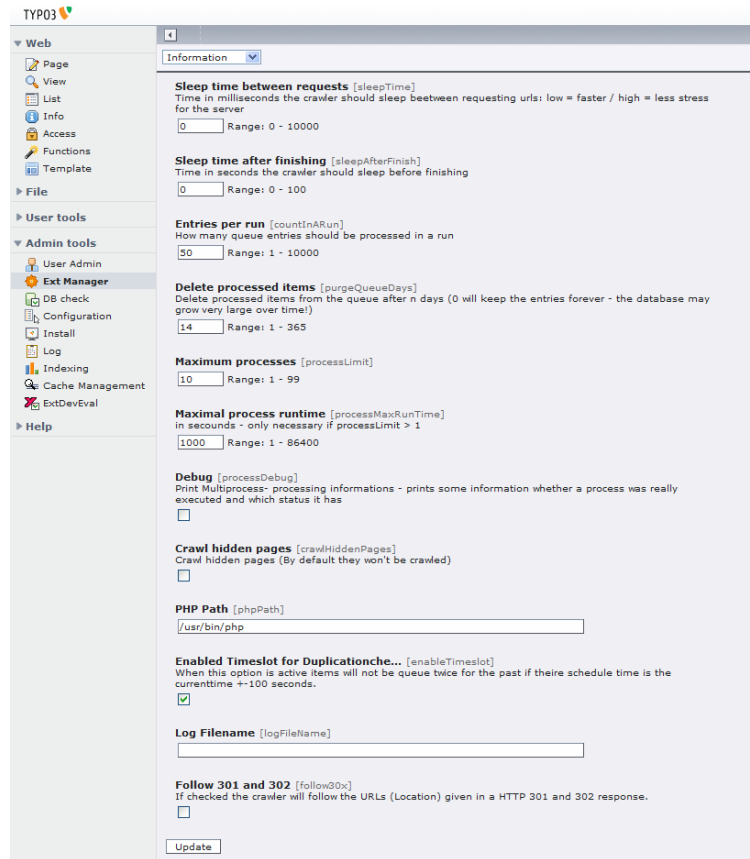 TYPO3
Web
Page
View
List
Info
Access
Functions
Template
File
User tools
Admin tools
User Admin
Ext Manager
DB check
Configuration
Install
Log
Indexing
Cache Management
ExtDevEval
Help
Information
Sleep time between requests [sleepTime]
Time in milliseconds the crawler should sleep beetween requesting urls: low = faster / high = less stress
for the server
0 Range: 0 - 10000
Sleep time after finishing [sleepAfterFinish]
Time in seconds the crawler should sleep before finishing
0 Range: 0 - 100
Entries per run [countInARun]
How many queue entries should be processed in a run
50 Range: 1 - 10000
Delete processed items [purgeQueueDays]
Delete processed items from the queue after n days (0 will keep the entries forever - the database may
grow very large over time!)
14 Range: 1 - 365
Maximum processes [processLimit]
10 Range: 1 - 99
Maximal process runtime [processMaxRunTime]
in secounds - only necessary if processLimit > 1
1000 Range: 1 - 86400
Debug [processDebug]
Print Multiprocess- processing informations - prints some information whether a process was really
executed and which status it has
Crawl hidden pages [crawlHiddenPages]
Crawl hidden pages (By default they won't be crawled)
PHP Path [phpPath]
/usr/bin/php
Enabled Timeslot for Duplicationche... [enableTimeslot]
When this option is active items will not be queue twice for the past if theire schedule time is the
currenttime +-100 seconds.
Log Filename [logFileName]
Follow 301 and 302 [follow30x]
If checked the crawler will follow the URLs (Location) given in a HTTP 301 and 302 response.
Update